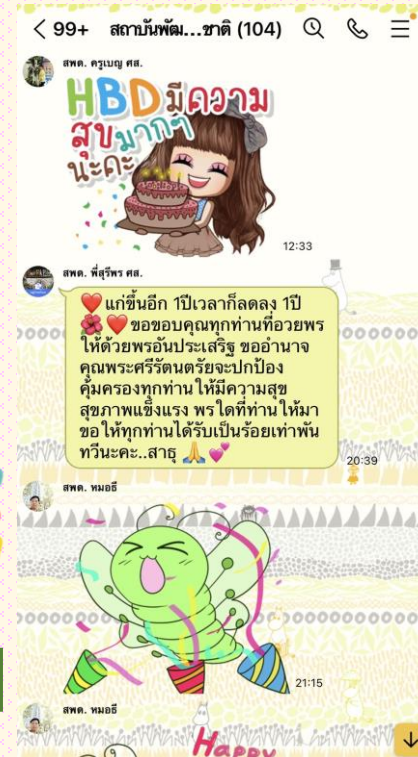 99+ สถาบันพัฒ...ชาติ (104)
สพด. ครูเบญ ศส.
HBDมีความ
สุขมากๆ
นะคะ
12:33
สพด. พี่สุรีพร ศส.
❤️ แก่ขึ้นอีก 1ปีเวลาก็ลดลง 1ปี
🌺❤️ขอขอบคุณทุกท่านที่อวยพร
ให้ด้วยพรอันประเสริฐ ขออำนาจ
คุณพระศรีรัตนตรัยจะปกป้อง
คุ้มครองทุกท่านให้มีความสุข
สุขภาพแข็งแรง พรใดที่ท่านให้มา
ขอให้ทุกท่านได้รับเป็นร้อยเท่าพัน
ทวีนะคะ..สาธุ 🙏💕
20:39
สพด. หมอธี
21:15
สพด. หมอธี
Happy